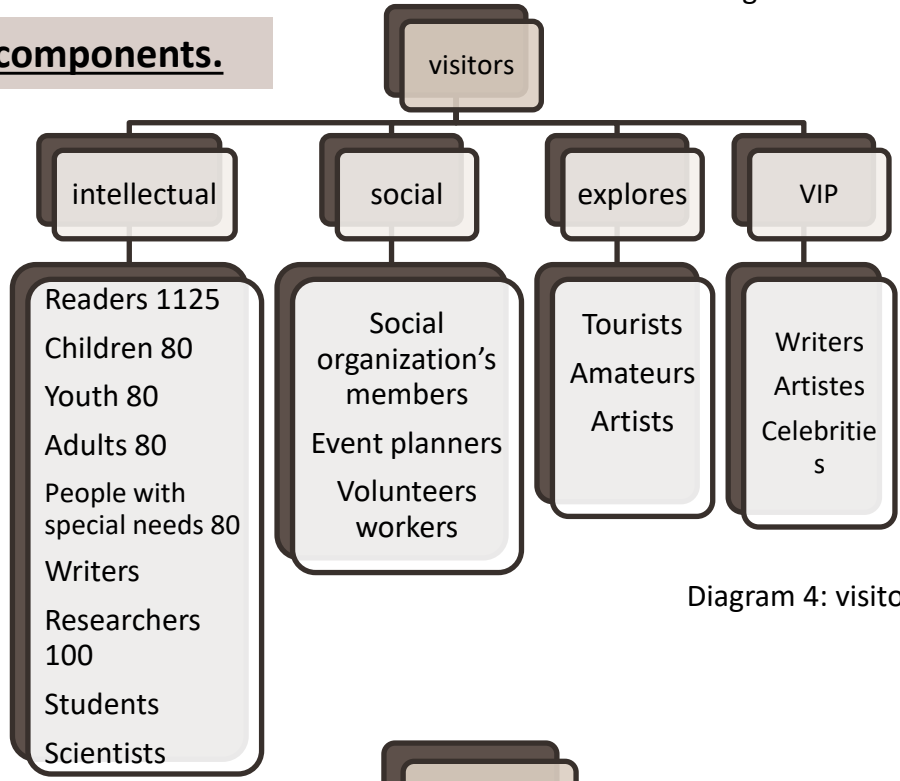 components.
visitors
intellectual
social
explores
VIP
Readers 1125
Children 80
Youth 80
Adults 80
People with
special needs 80
Writers
Researchers
100
Students
Scientists
Social
organization’s
members
Event planners
Volunteers
workers
Tourists
Amateurs
Artists
Writers
Artistes
Celebritie
s
Diagram 4: visito